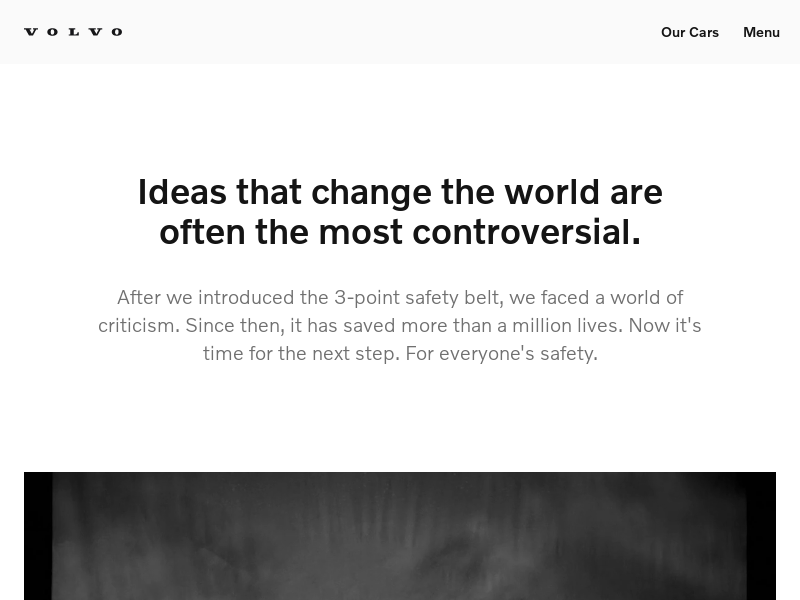 VOLVO
Our Cars
Menu
Ideas that change the world are
often the most controversial.
After we introduced the 3-point safety belt, we faced a world of
criticism. Since then, it has saved more than a million lives. Now it's
time for the next step. For everyone's safety.